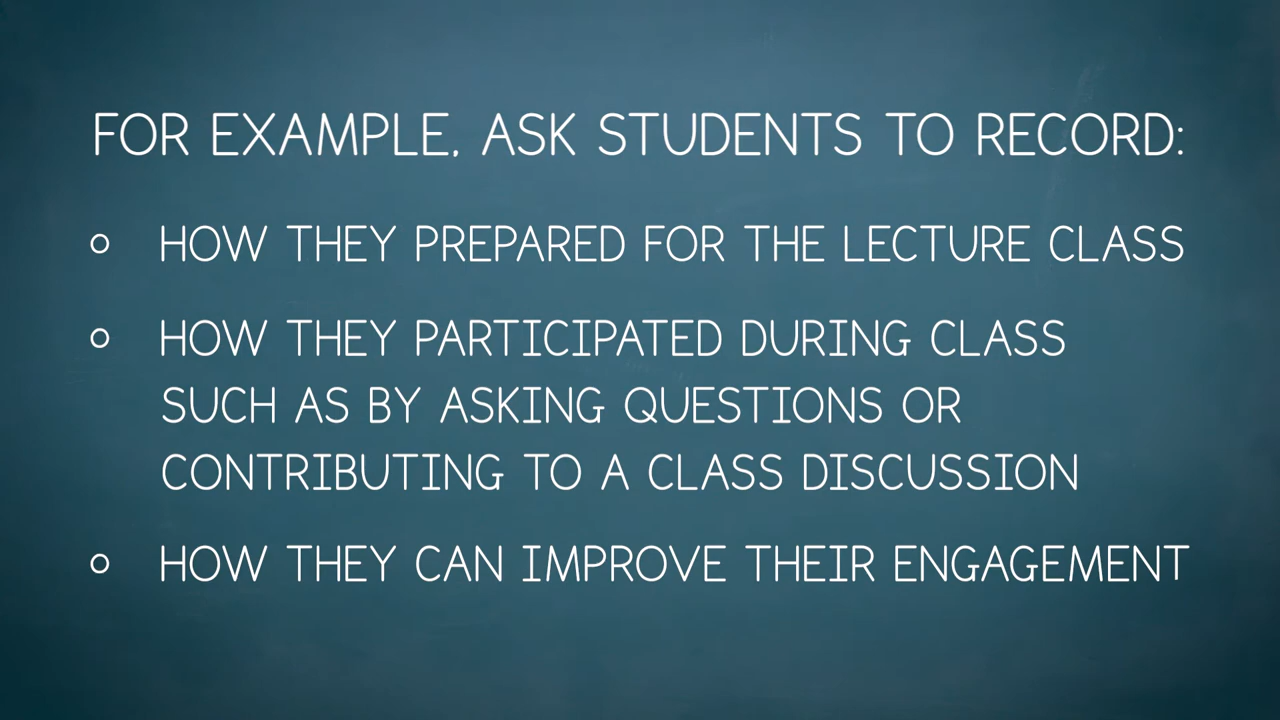 FOR EXAMPLE, ASK STUDENTS TO RECORD:
○ HOW THEY PREPARED FOR THE LECTURE CLASS
○ HOW THEY PARTICIPATED DURING CLASS
SUCH AS BY ASKING QUESTIONS OR
CONTRIBUTING TO A CLASS DISCUSSION
○ HOW THEY CAN IMPROVE THEIR ENGAGEMENT